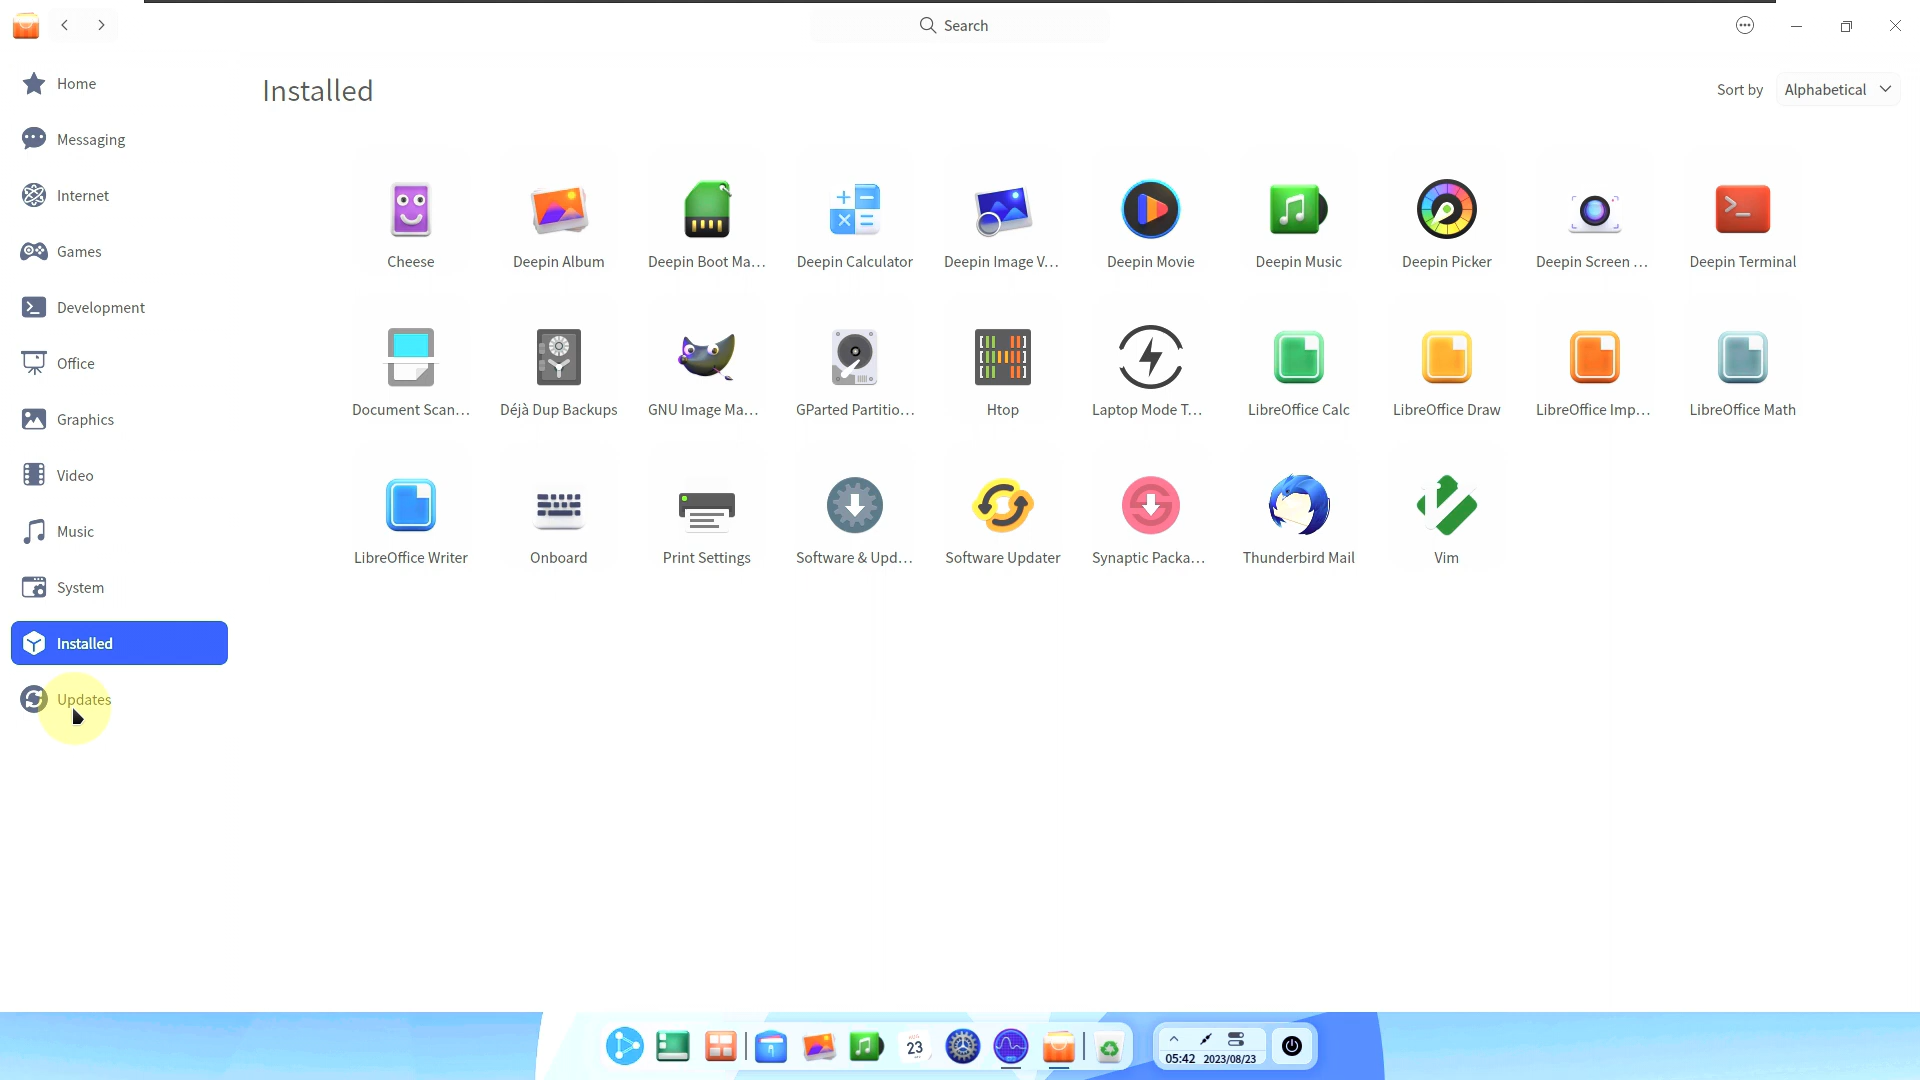 Search
Home
Messaging
Internet
Games
Development
Office
Graphics
Video
Music
System
Installed
Updates
Installed
Sort by Alphabetical
Cheese
Deepin Album
Deepin Boot Ma...
Deepin Calculator
Deepin Image V...
Deepin Movie
Deepin Music
Deepin Picker
Deepin Screen ...
Deepin Terminal
Document Scan...
Déjà Dup Backups
GNU Image Ma...
GParted Partitio...
Htop
Laptop Mode T...
LibreOffice Calc
LibreOffice Draw
LibreOffice Imp...
LibreOffice Math
LibreOffice Writer
Onboard
Print Settings
Software & Upd...
Software Updater
Synaptic Packa...
Thunderbird Mail
Vim
23
05:42 2023/08/23